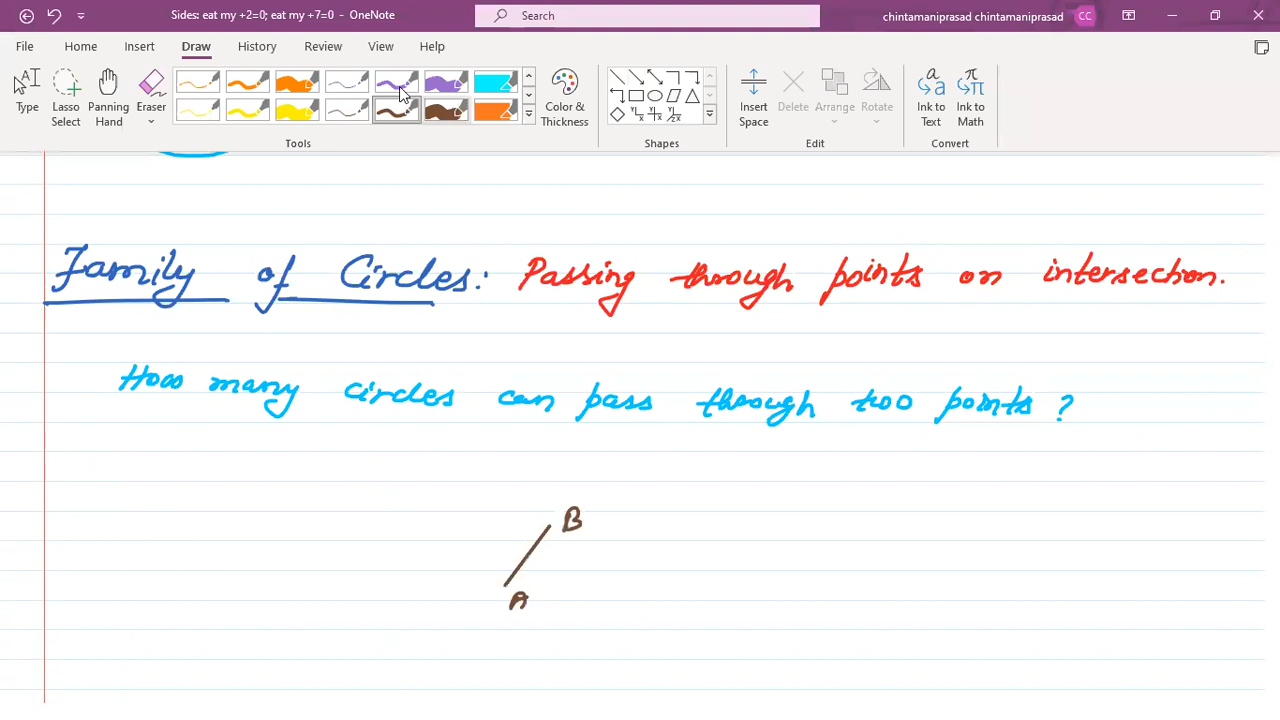 Sides: eat my +2=0; eat my +7=0 - OneNote
Search
chintamaniprasad chintamaniprasad CC
File Home Insert Draw History Review View Help
Type Lasso Select Panning Hand Eraser Color & Thickness Insert Space Delete Arrange Rotate Ink to Text Ink to Math
Tools Shapes Edit Convert
Family of Circles: Passing through points on intersection.
How many circles can pass through two points ?
B
A